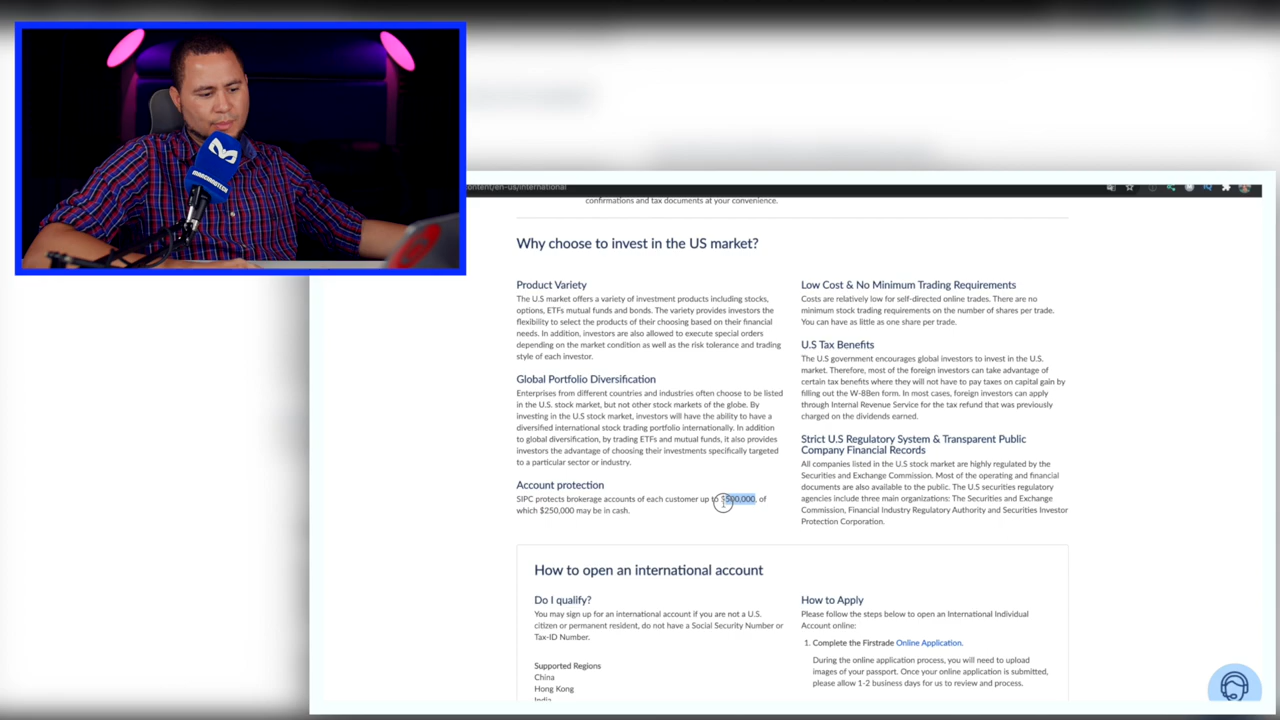 content/en-us/international
confirmations and tax documents at your convenience.
Why choose to invest in the US market?
Product Variety
The U.S market offers a variety of investment products including stocks,
options, ETFs mutual funds and bonds. The variety provides investors the
flexibility to select the products of their choosing based on their financial
needs. In addition, investors are also allowed to execute special orders
depending on the market condition as well as the risk tolerance and trading
style of each investor.
Global Portfolio Diversification
Enterprises from different countries and industries often choose to be listed
in the U.S. stock market, but not other stock markets of the globe. By
investing in the U.S stock market, investors will have the ability to have a
diversified international stock trading portfolio internationally. In addition
to global diversification, by trading ETFs and mutual funds, it also provides
investors the advantage of choosing their investments specifically targeted
to a particular sector or industry.
Account protection
SIPC protects brokerage accounts of each customer up to $500,000, of
which $250,000 may be in cash.
Low Cost & No Minimum Trading Requirements
Costs are relatively low for self-directed online trades. There are no
minimum stock trading requirements on the number of shares per trade.
You can have as little as one share per trade.
U.S Tax Benefits
The U.S government encourages global investors to invest in the U.S.
market. Therefore, most of the foreign investors can take advantage of
certain tax benefits where they will not have to pay taxes on capital gain by
filling out the W-8Ben form. In most cases, foreign investors can apply
through Internal Revenue Service for the tax refund that was previously
charged on the dividends earned.
Strict U.S Regulatory System & Transparent Public
Company Financial Records
All companies listed in the U.S stock market are highly regulated by the
Securities and Exchange Commission. Most of the operating and financial
documents are also available to the public. The U.S securities regulatory
agencies include three main organizations: The Securities and Exchange
Commission, Financial Industry Regulatory Authority and Securities Investor
Protection Corporation.
How to open an international account
Do I qualify?
You may sign up for an international account if you are not a U.S.
citizen or permanent resident, do not have a Social Security Number or
Tax-ID Number.
Supported Regions
China
Hong Kong
India
How to Apply
Please follow the steps below to open an International Individual
Account online:
1. Complete the Firstrade Online Application.
During the online application process, you will need to upload
images of your passport. Once your online application is submitted,
please allow 1-2 business days for us to review and process.